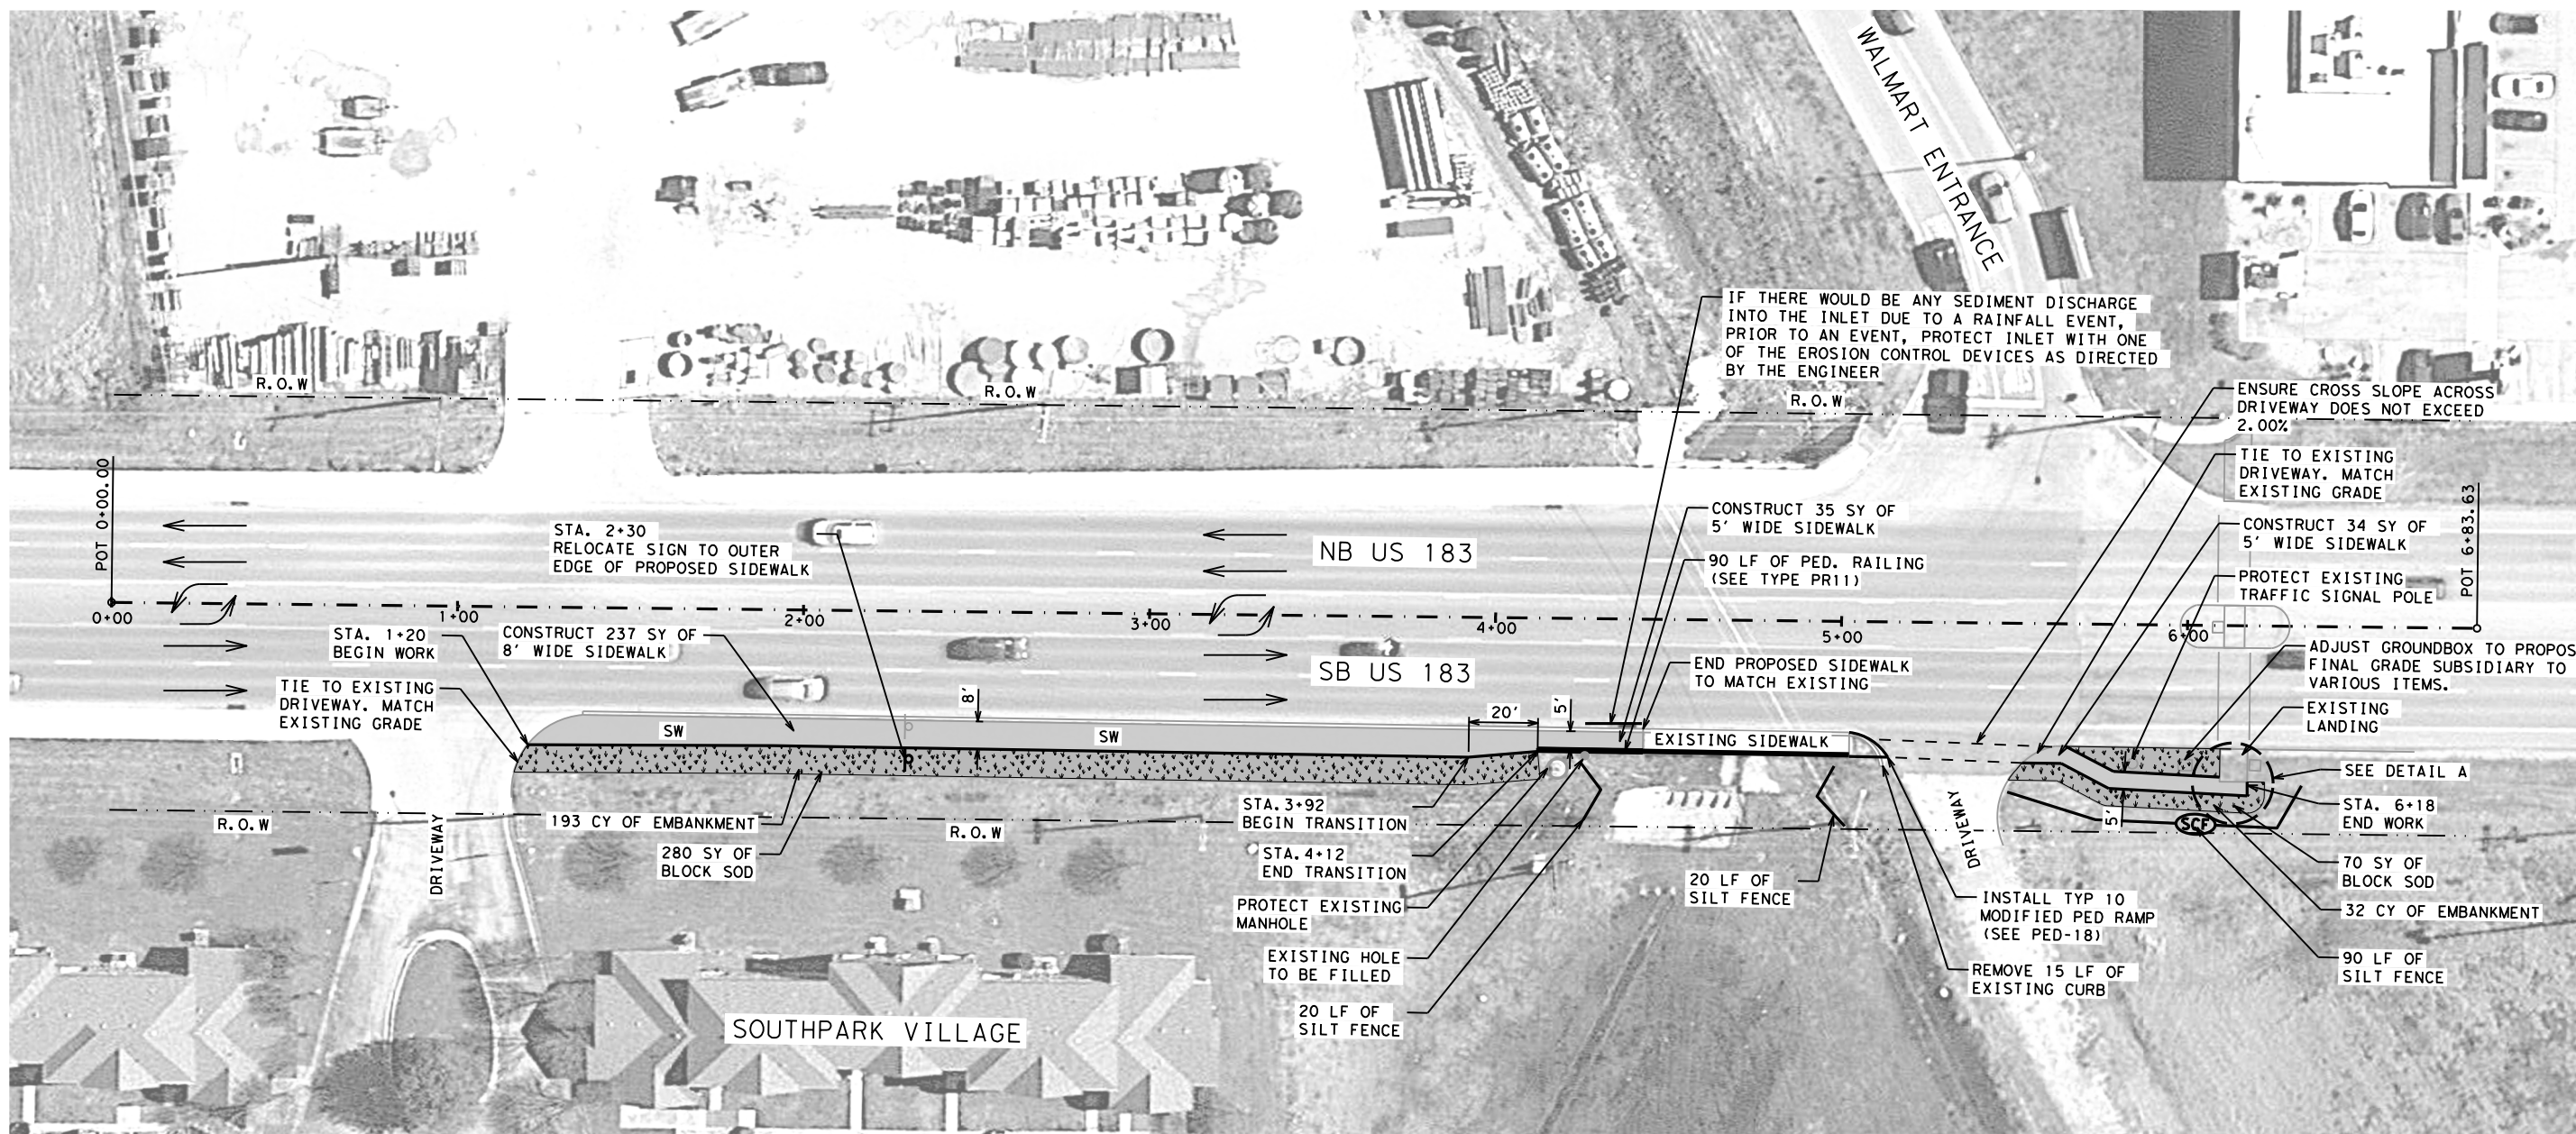 WALMART ENTRANCE
IF THERE WOULD BE ANY SEDIMENT DISCHARGE
INTO THE INLET DUE TO A RAINFALL EVENT,
PRIOR TO AN EVENT, PROTECT INLET WITH ONE
OF THE EROSION CONTROL DEVICES AS DIRECTED
BY THE ENGINEER
R.O.W
R.O.W
R.O.W
ENSURE CROSS SLOPE ACROSS
DRIVEWAY DOES NOT EXCEED
2.00%
TIE TO EXISTING
DRIVEWAY. MATCH
EXISTING GRADE
POT 0+00.00
POT 6+83.63
STA. 2+30
RELOCATE SIGN TO OUTER
EDGE OF PROPOSED SIDEWALK
NB US 183
CONSTRUCT 35 SY OF
5' WIDE SIDEWALK
90 LF OF PED. RAILING
(SEE TYPE PR11)
CONSTRUCT 34 SY OF
5' WIDE SIDEWALK
PROTECT EXISTING
TRAFFIC SIGNAL POLE
0+00
1+00
2+00
3+00
4+00
5+00
6+00
STA. 1+20
BEGIN WORK
CONSTRUCT 237 SY OF
8' WIDE SIDEWALK
SB US 183
END PROPOSED SIDEWALK
TO MATCH EXISTING
ADJUST GROUNDBOX TO PROPOS
FINAL GRADE SUBSIDIARY TO
VARIOUS ITEMS.
TIE TO EXISTING
DRIVEWAY. MATCH
EXISTING GRADE
8'
20'
5'
EXISTING
LANDING
SW
SW
EXISTING SIDEWALK
SEE DETAIL A
STA. 6+18
END WORK
5'
SCF
R.O.W
193 CY OF EMBANKMENT
R.O.W
280 SY OF
BLOCK SOD
DRIVEWAY
STA.3+92
BEGIN TRANSITION
STA.4+12
END TRANSITION
PROTECT EXISTING
MANHOLE
EXISTING HOLE
TO BE FILLED
20 LF OF
SILT FENCE
20 LF OF
SILT FENCE
DRIVEWAY
INSTALL TYP 10
MODIFIED PED RAMP
(SEE PED-18)
REMOVE 15 LF OF
EXISTING CURB
70 SY OF
BLOCK SOD
32 CY OF EMBANKMENT
90 LF OF
SILT FENCE
SOUTHPARK VILLAGE